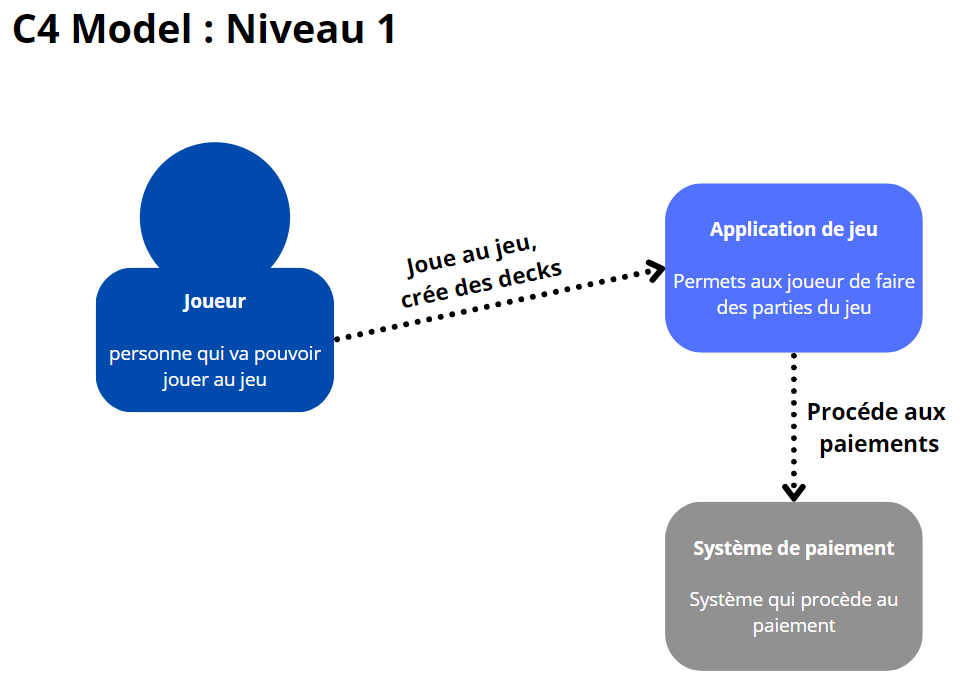 C4 Model : Niveau 1
Joueur
personne qui va pouvoir
jouer au jeu
Joue au jeu,
crée des decks
Application de jeu
Permets aux joueur de faire
des parties du jeu
Procéde aux
paiements
Système de paiement
Système qui procède au
paiement